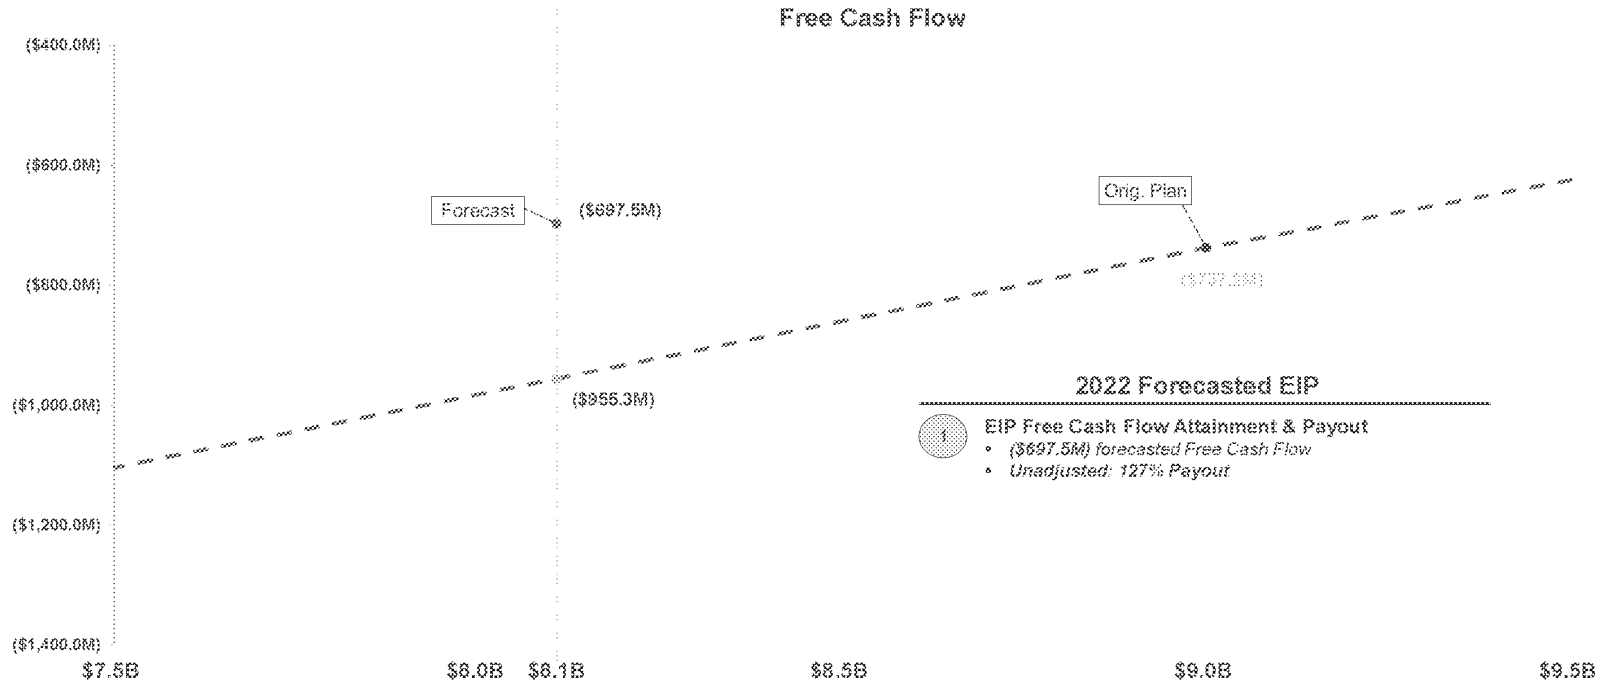 Free Cash Flow
($400.0M)
($600.0M)
Orig. Plan
Forecast
($697.5M)
($800.0M)
($955.3M)
($1,000.0M)
2022 Forecasted EIP
1
EIP Free Cash Flow Attainment & Payout
• ($697.5M) forecasted Free Cash Flow
• Unadjusted: 127% Payout
($1,200.0M)
($1,400.0M)
$7.5B $8.0B $8.1B $8.5B $9.0B $9.5B